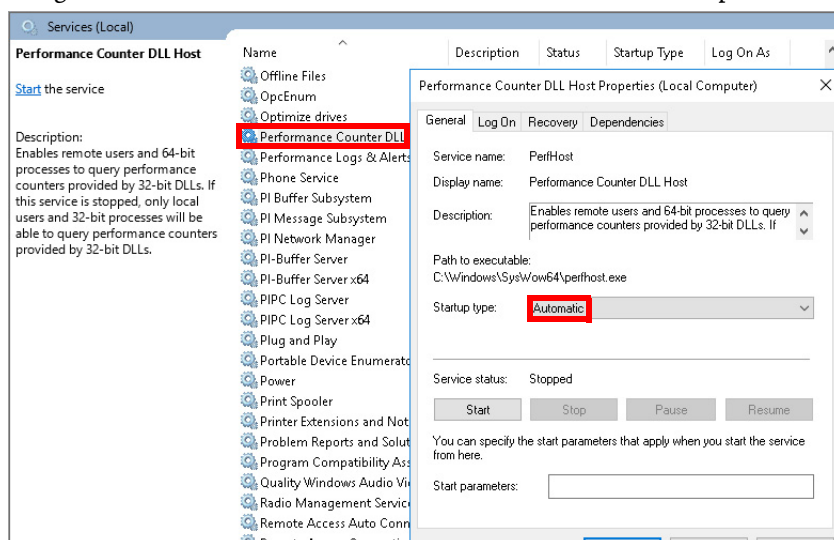 Services (Local)
Performance Counter DLL Host
Start the service
Description:
Enables remote users and 64-bit
processes to query performance
counters provided by 32-bit DLLs. If
this service is stopped, only local
users and 32-bit processes will be
able to query performance counters
provided by 32-bit DLLs.
Name Description Status Startup Type Log On As
Offline Files
OpcEnum
Optimize drives
Performance Counter DLL
Performance Logs & Alerts
Phone Service
PI Buffer Subsystem
PI Message Subsystem
PI Network Manager
PI-Buffer Server
PI-Buffer Server x64
PIPC Log Server
PIPC Log Server x64
Plug and Play
Portable Device Enumerato
Power
Print Spooler
Printer Extensions and Not
Problem Reports and Solut
Program Compatibility Ass
Quality Windows Audio Vi
Radio Management Servic
Remote Access Auto Conn
Performance Counter DLL Host Properties (Local Computer)
General Log On Recovery Dependencies
Service name: PerfHost
Display name: Performance Counter DLL Host
Description: Enables remote users and 64-bit processes to query
performance counters provided by 32-bit DLLs. If
Path to executable:
C:\Windows\SysWow64\perfhost.exe
Startup type: Automatic
Service status: Stopped
Start Stop Pause Resume
You can specify the start parameters that apply when you start the service
from here.
Start parameters: